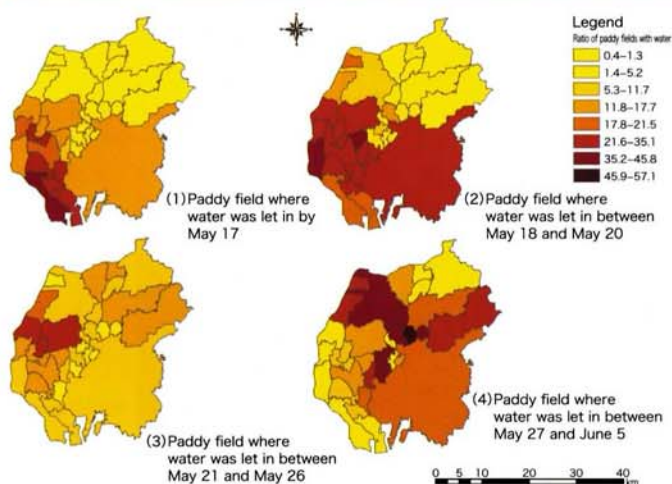 Legend
Ratio of paddy fields with water
0.4–1.3
1.4–5.2
5.3–11.7
11.8–17.7
17.8–21.5
21.6–35.1
35.2–45.8
45.9–57.1
(1)Paddy field where
water was let in by
May 17
(2)Paddy field where
water was let in between
May 18 and May 20
(3)Paddy field where
water was let in between
May 21 and May 26
(4)Paddy field where
water was let in between
May 27 and June 5
0 5 10 20 30 40
km